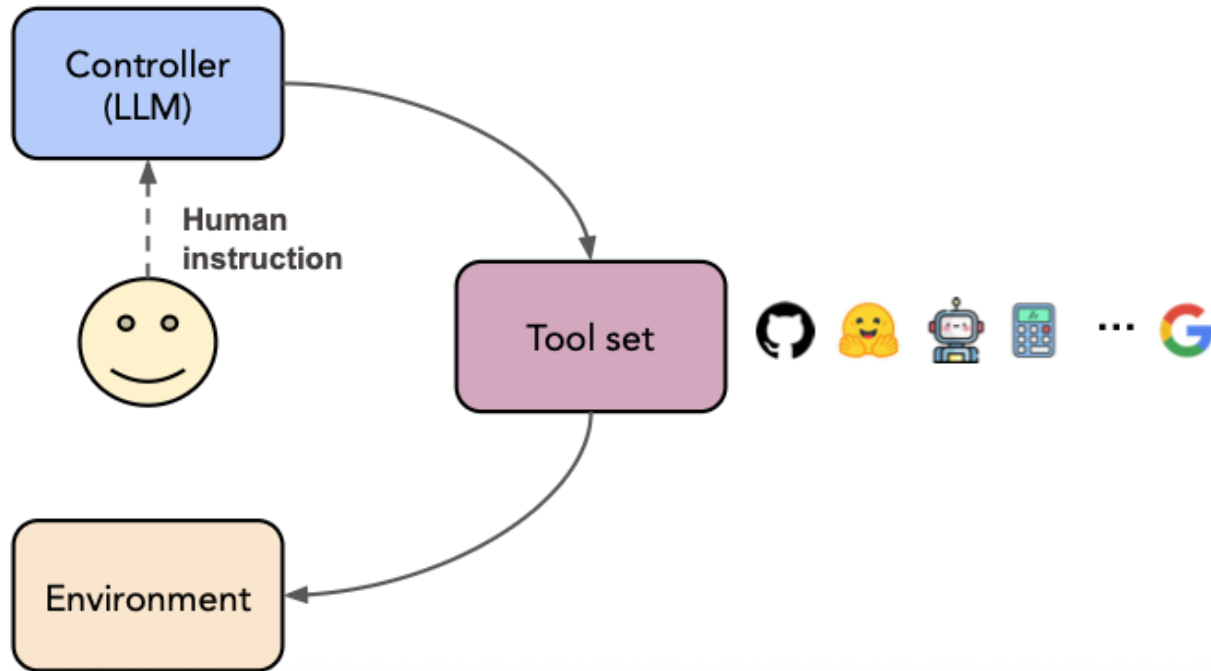 Controller
(LLM)
Human
instruction
Tool set
...
Environment